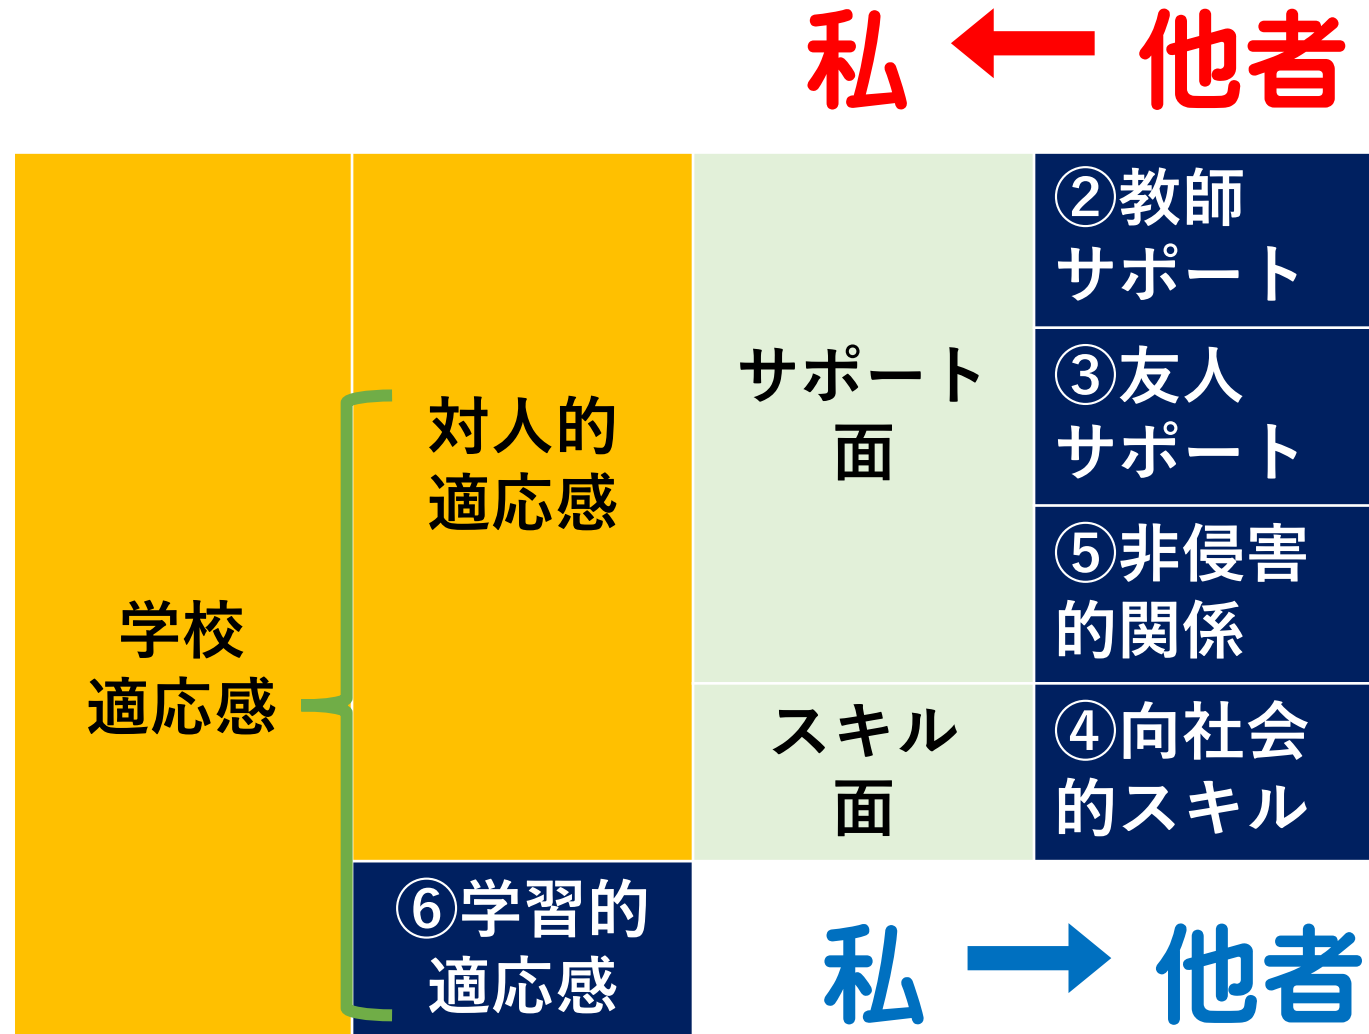 私 ← 他者
学校
適応感
対人的
適応感
サポート
面
②教師
サポート
③友人
サポート
⑤非侵害
的関係
スキル
面
④向社会
的スキル
⑥学習的
適応感
私 → 他者